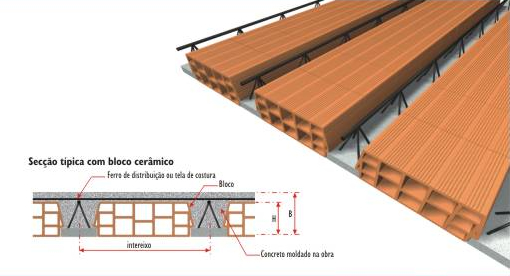 Secção típica com bloco cerâmico
Ferro de distribuição ou tela de costura
Bloco
B
intereixo
Concreto moldado na obra